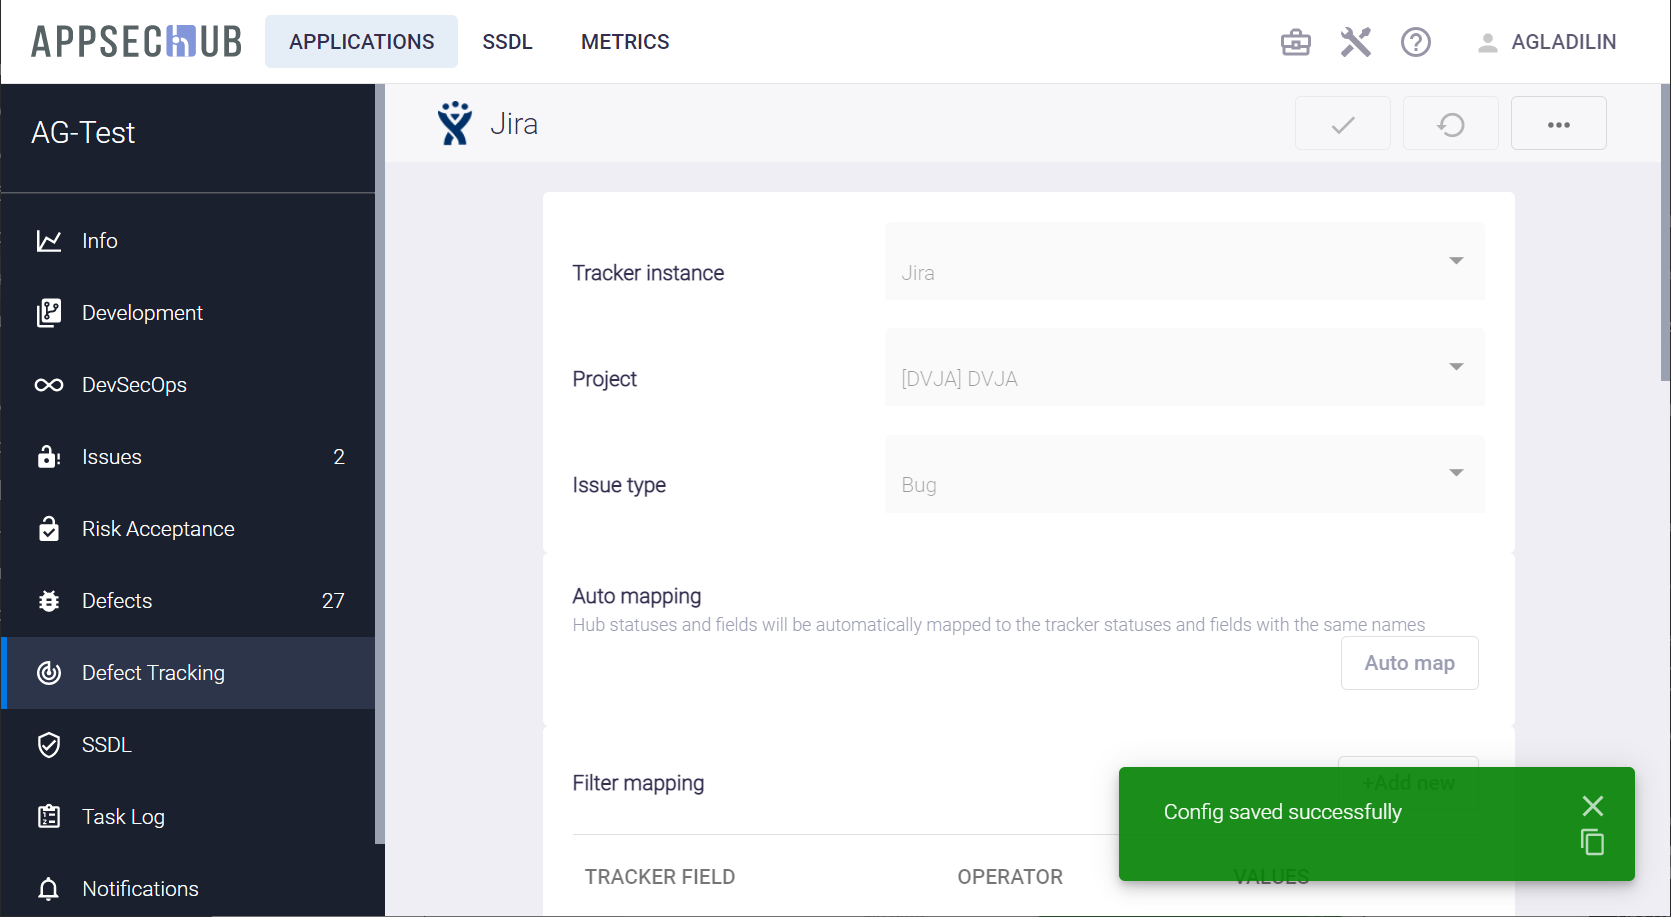 APPSECHUB
APPLICATIONS
SSDL
METRICS
AGLADILIN
AG-Test
Jira
Info
Development
DevSecOps
Issues 2
Risk Acceptance
Defects 27
Defect Tracking
SSDL
Task Log
Notifications
Tracker instance
Jira
Project
[DVJA] DVJA
Issue type
Bug
Auto mapping
Hub statuses and fields will be automatically mapped to the tracker statuses and fields with the same names
Auto map
Filter mapping
+Add new
Config saved successfully
TRACKER FIELD
OPERATOR
VALUES